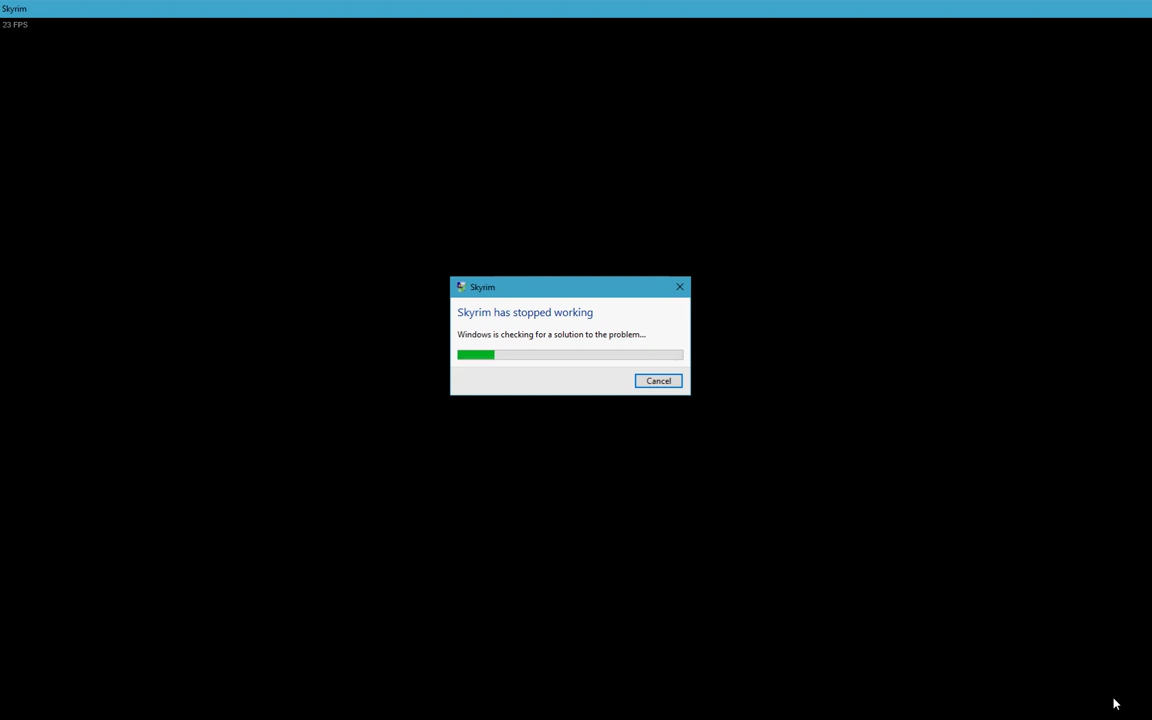 Skyrim
23 FPS
Skyrim
Skyrim has stopped working
Windows is checking for a solution to the problem...
Cancel